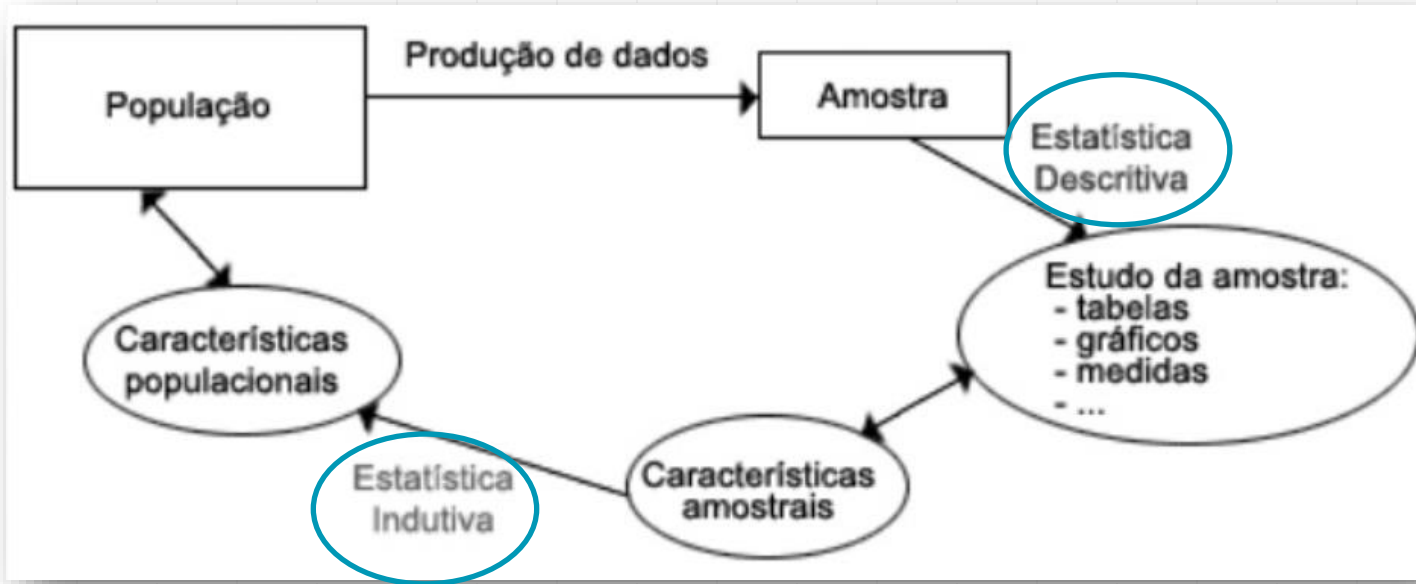 Produção de dados
População
Amostra
Estatística
Descritiva
Estudo da amostra:
- tabelas
- gráficos
- medidas
- ...
Características
populacionais
Características
amostrais
Estatística
Indutiva